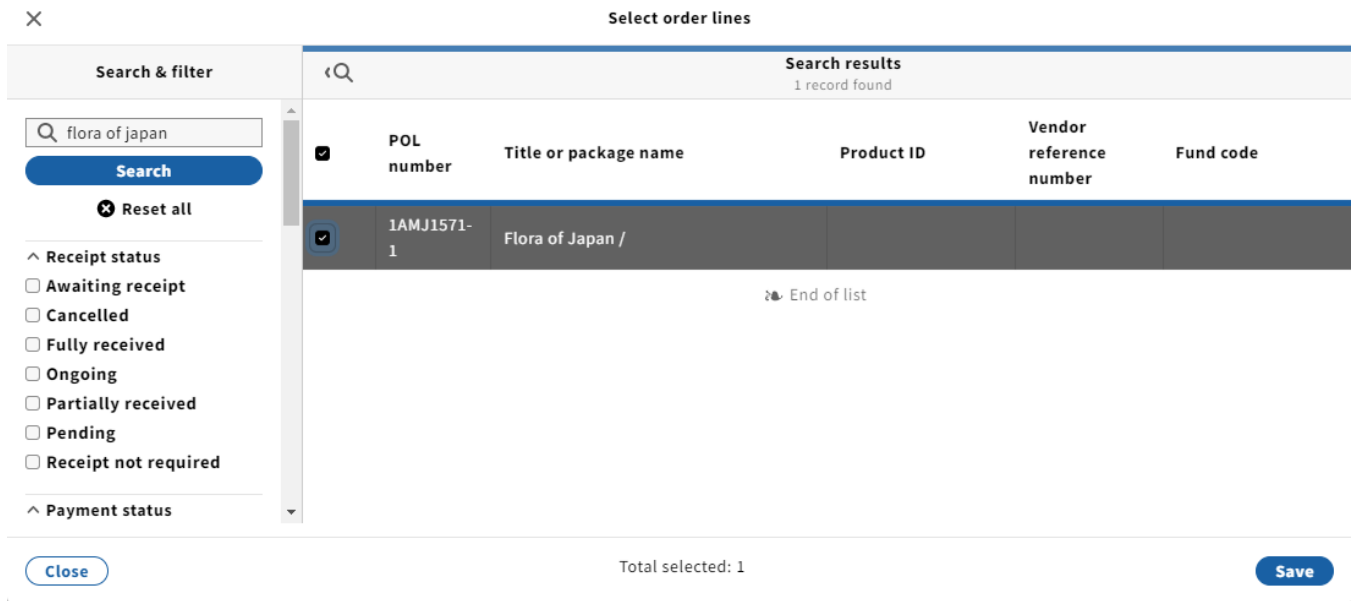 Select order lines
Search & filter
Search results
1 record found
flora of japan
Search
Reset all
Receipt status
Awaiting receipt
Cancelled
Fully received
Ongoing
Partially received
Pending
Receipt not required
Payment status
POL
number
Title or package name
Product ID
Vendor
reference
number
Fund code
1AMJ1571-
1
Flora of Japan /
End of list
Close
Total selected: 1
Save